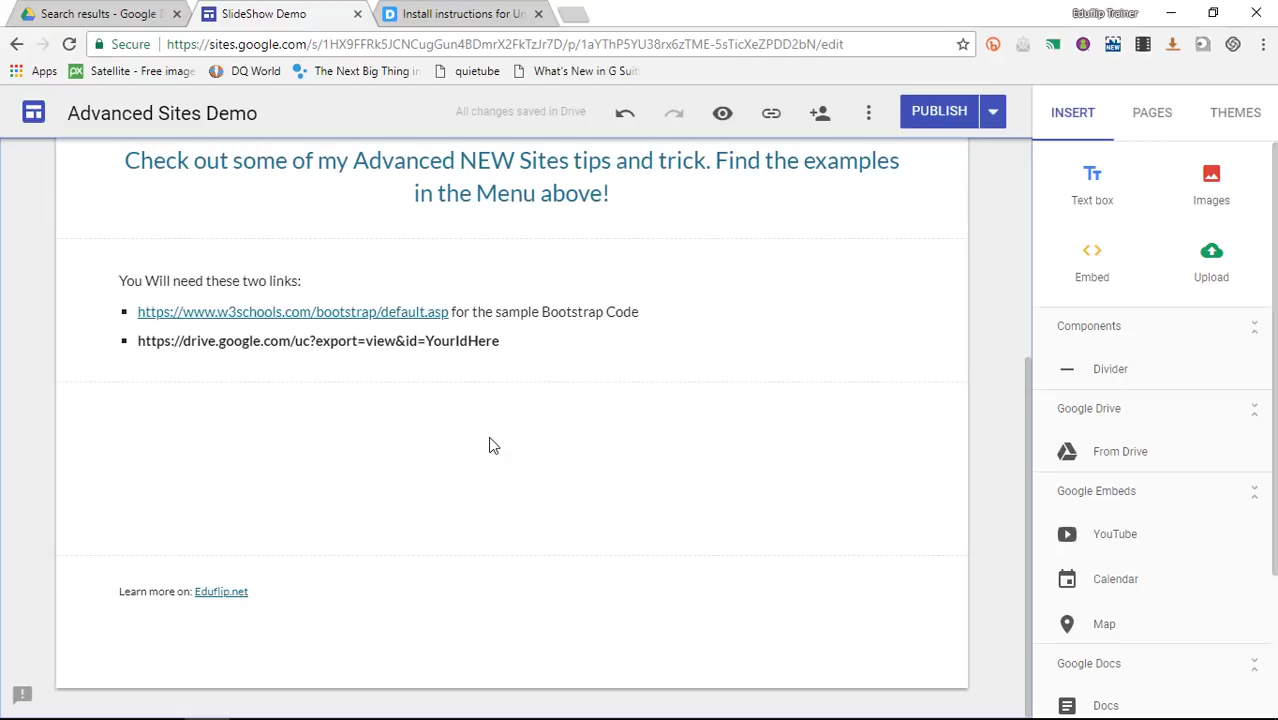 Search results - Google D
SlideShow Demo
Install instructions for Ur
Eduflip Trainer
Secure
https://sites.google.com/s/1HX9FFRk9JCNCugGun4BDmrX2FkTzJr7D/p/1aYThP5YU38rx6zTME-5sTicXeZPDD2bN/edit
NEW
Apps
Satellite - Free image
DQ World
The Next Big Thing in
quietube
What's New in G Suit
Advanced Sites Demo
All changes saved in Drive
PUBLISH
INSERT
PAGES
THEMES
Check out some of my Advanced NEW Sites tips and trick. Find the examples
in the Menu above!
You Will need these two links:
https://www.w3schools.com/bootstrap/default.asp for the sample Bootstrap Code
https://drive.google.com/uc?export=view&id=YourIdHere
Learn more on: Eduflip.net
Text box
Images
Embed
Upload
Components
Divider
Google Drive
From Drive
Google Embeds
YouTube
Calendar
Map
Google Docs
Docs